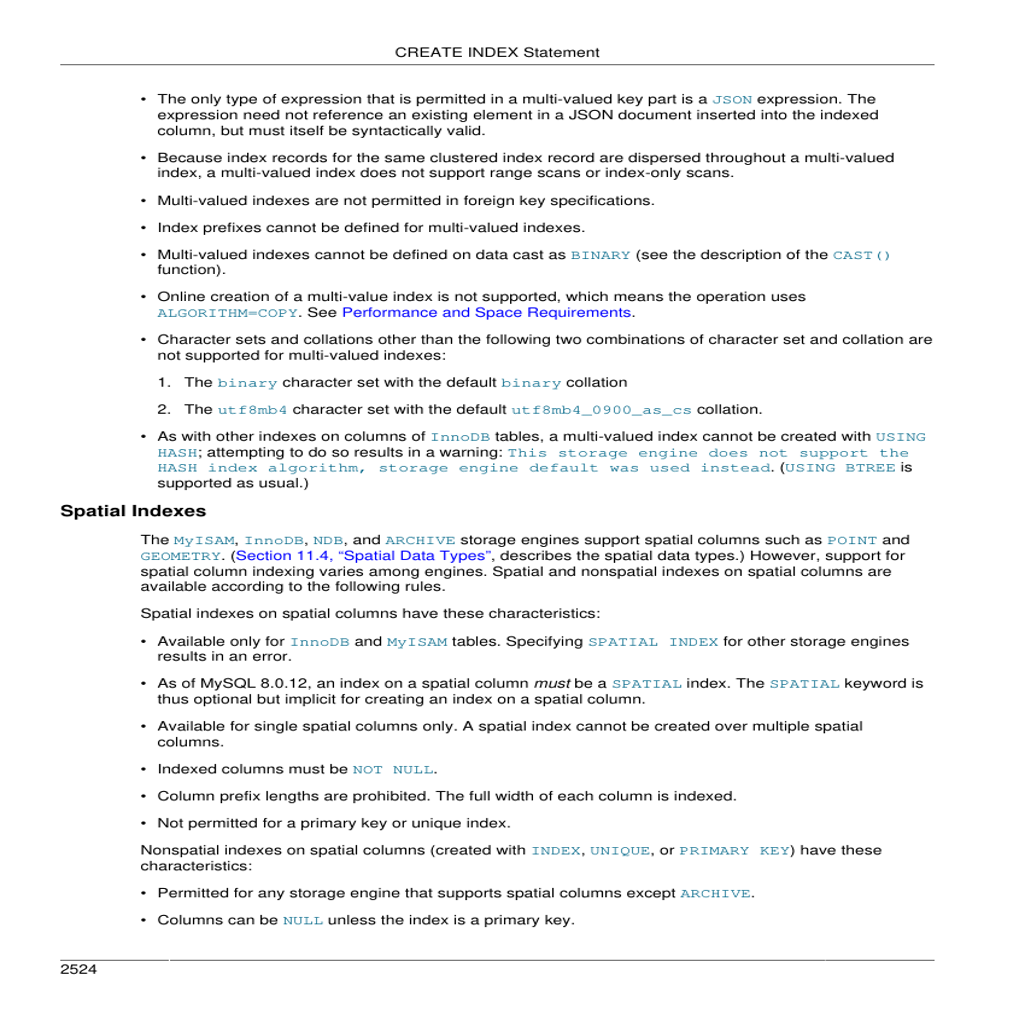 CREATE INDEX Statement
• The only type of expression that is permitted in a multi-valued key part is a JSON expression. The
expression need not reference an existing element in a JSON document inserted into the indexed
column, but must itself be syntactically valid.
• Because index records for the same clustered index record are dispersed throughout a multi-valued
index, a multi-valued index does not support range scans or index-only scans.
• Multi-valued indexes are not permitted in foreign key specifications.
• Index prefixes cannot be defined for multi-valued indexes.
• Multi-valued indexes cannot be defined on data cast as BINARY (see the description of the CAST()
function).
• Online creation of a multi-value index is not supported, which means the operation uses
ALGORITHM=COPY. See Performance and Space Requirements.
• Character sets and collations other than the following two combinations of character set and collation are
not supported for multi-valued indexes:
1. The binary character set with the default binary collation
2. The utf8mb4 character set with the default utf8mb4_0900_as_cs collation.
• As with other indexes on columns of InnoDB tables, a multi-valued index cannot be created with USING
HASH; attempting to do so results in a warning: This storage engine does not support the
HASH index algorithm, storage engine default was used instead. (USING BTREE is
supported as usual.)
Spatial Indexes
The MyISAM, InnoDB, NDB, and ARCHIVE storage engines support spatial columns such as POINT and
GEOMETRY. (Section 11.4, “Spatial Data Types”, describes the spatial data types.) However, support for
spatial column indexing varies among engines. Spatial and nonspatial indexes on spatial columns are
available according to the following rules.
Spatial indexes on spatial columns have these characteristics:
• Available only for InnoDB and MyISAM tables. Specifying SPATIAL INDEX for other storage engines
results in an error.
• As of MySQL 8.0.12, an index on a spatial column must be a SPATIAL index. The SPATIAL keyword is
thus optional but implicit for creating an index on a spatial column.
• Available for single spatial columns only. A spatial index cannot be created over multiple spatial
columns.
• Indexed columns must be NOT NULL.
• Column prefix lengths are prohibited. The full width of each column is indexed.
• Not permitted for a primary key or unique index.
Nonspatial indexes on spatial columns (created with INDEX, UNIQUE, or PRIMARY KEY) have these
characteristics:
• Permitted for any storage engine that supports spatial columns except ARCHIVE.
• Columns can be NULL unless the index is a primary key.
2524